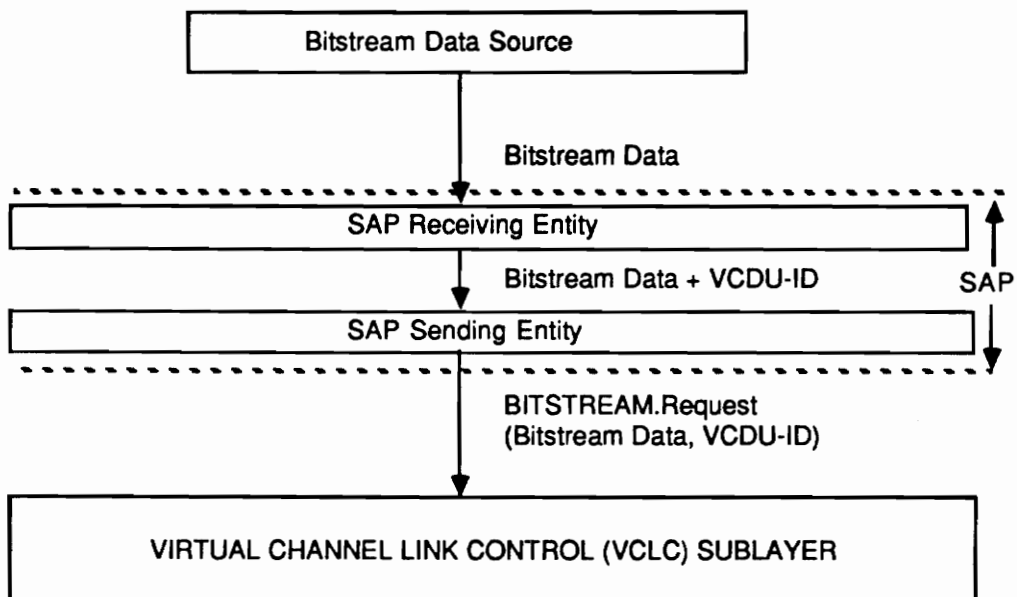 Bitstream Data Source
Bitstream Data
SAP Receiving Entity
Bitstream Data + VCDU-ID
SAP
SAP Sending Entity
BITSTREAM.Request
(Bitstream Data, VCDU-ID)
VIRTUAL CHANNEL LINK CONTROL (VCLC) SUBLAYER